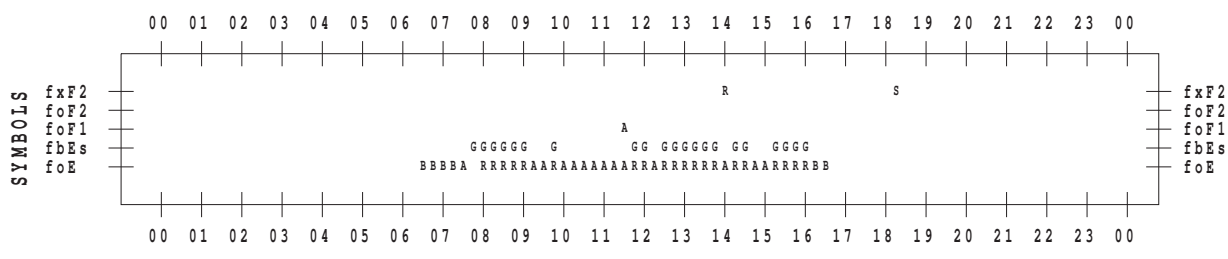 00 01 02 03 04 05 06 07 08 09 10 11 12 13 14 15 16 17 18 19 20 21 22 23 00
SYMBOLS
fxF2 R S fxF2
foF2 foF2
foF1 A foF1
fbEs GGGGGG G GG GGGGGG GG GGGG fbEs
foE BBBBA RRRRRAARAAAAAAARRARRRRRRARRAARRRRBB foE
00 01 02 03 04 05 06 07 08 09 10 11 12 13 14 15 16 17 18 19 20 21 22 23 00